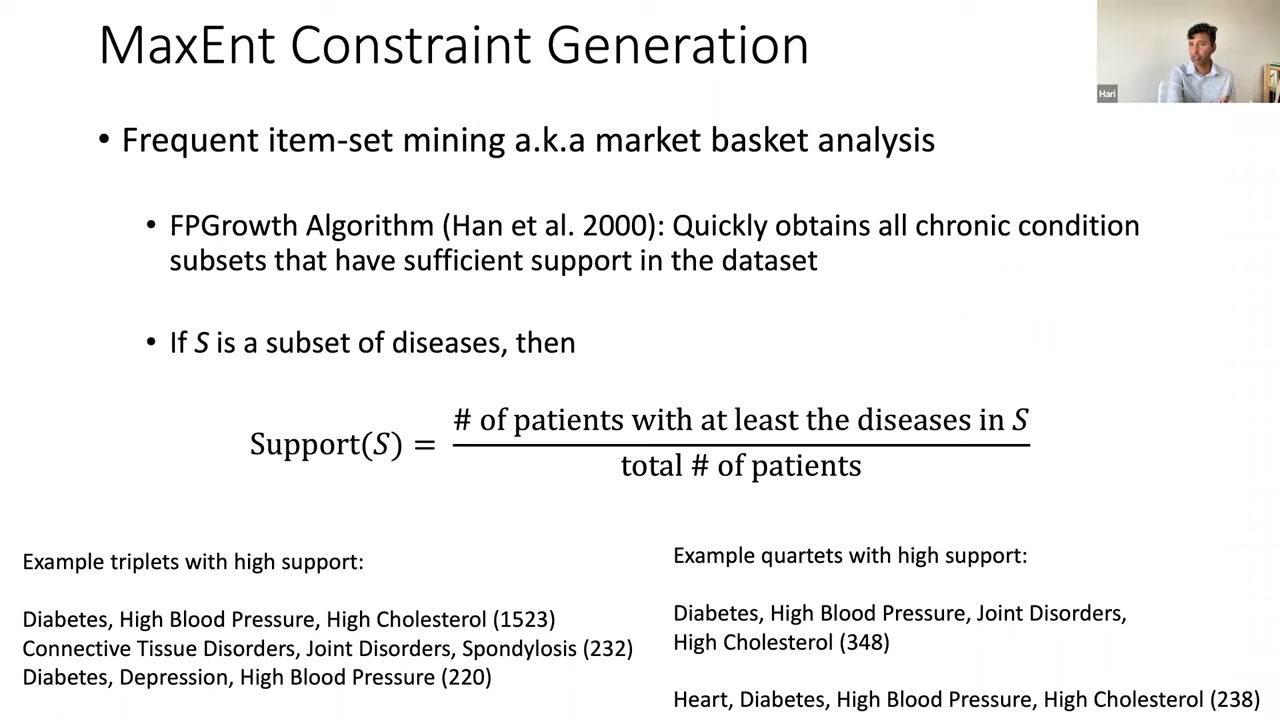 MaxEnt Constraint Generation
Hari
• Frequent item-set mining a.k.a market basket analysis
• FPGrowth Algorithm (Han et al. 2000): Quickly obtains all chronic condition
subsets that have sufficient support in the dataset
• If S is a subset of diseases, then
Support(S) = # of patients with at least the diseases in S
total # of patients
Example triplets with high support:
Diabetes, High Blood Pressure, High Cholesterol (1523)
Connective Tissue Disorders, Joint Disorders, Spondylosis (232)
Diabetes, Depression, High Blood Pressure (220)
Example quartets with high support:
Diabetes, High Blood Pressure, Joint Disorders,
High Cholesterol (348)
Heart, Diabetes, High Blood Pressure, High Cholesterol (238)